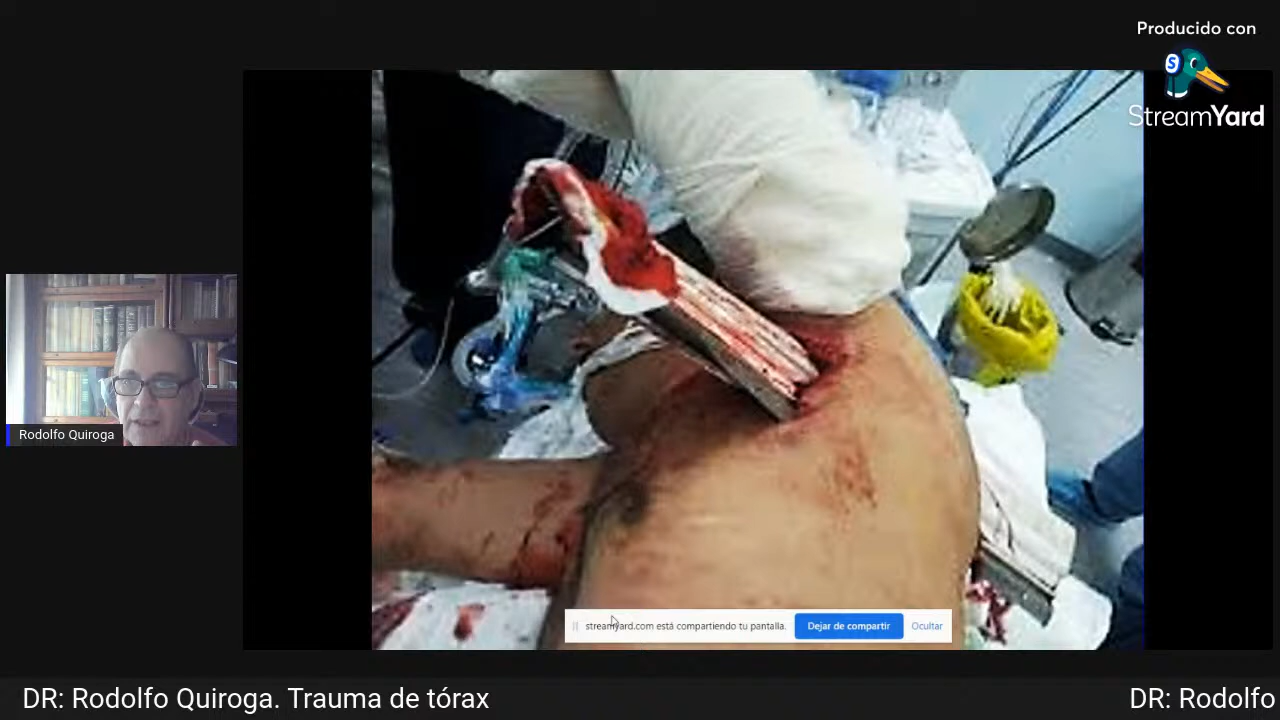 Producido con
StreamYard
Rodolfo Quiroga
streamyard.com está compartiendo tu pantalla.
Dejar de compartir
Ocultar
DR: Rodolfo Quiroga. Trauma de tórax
DR: Rodolfo